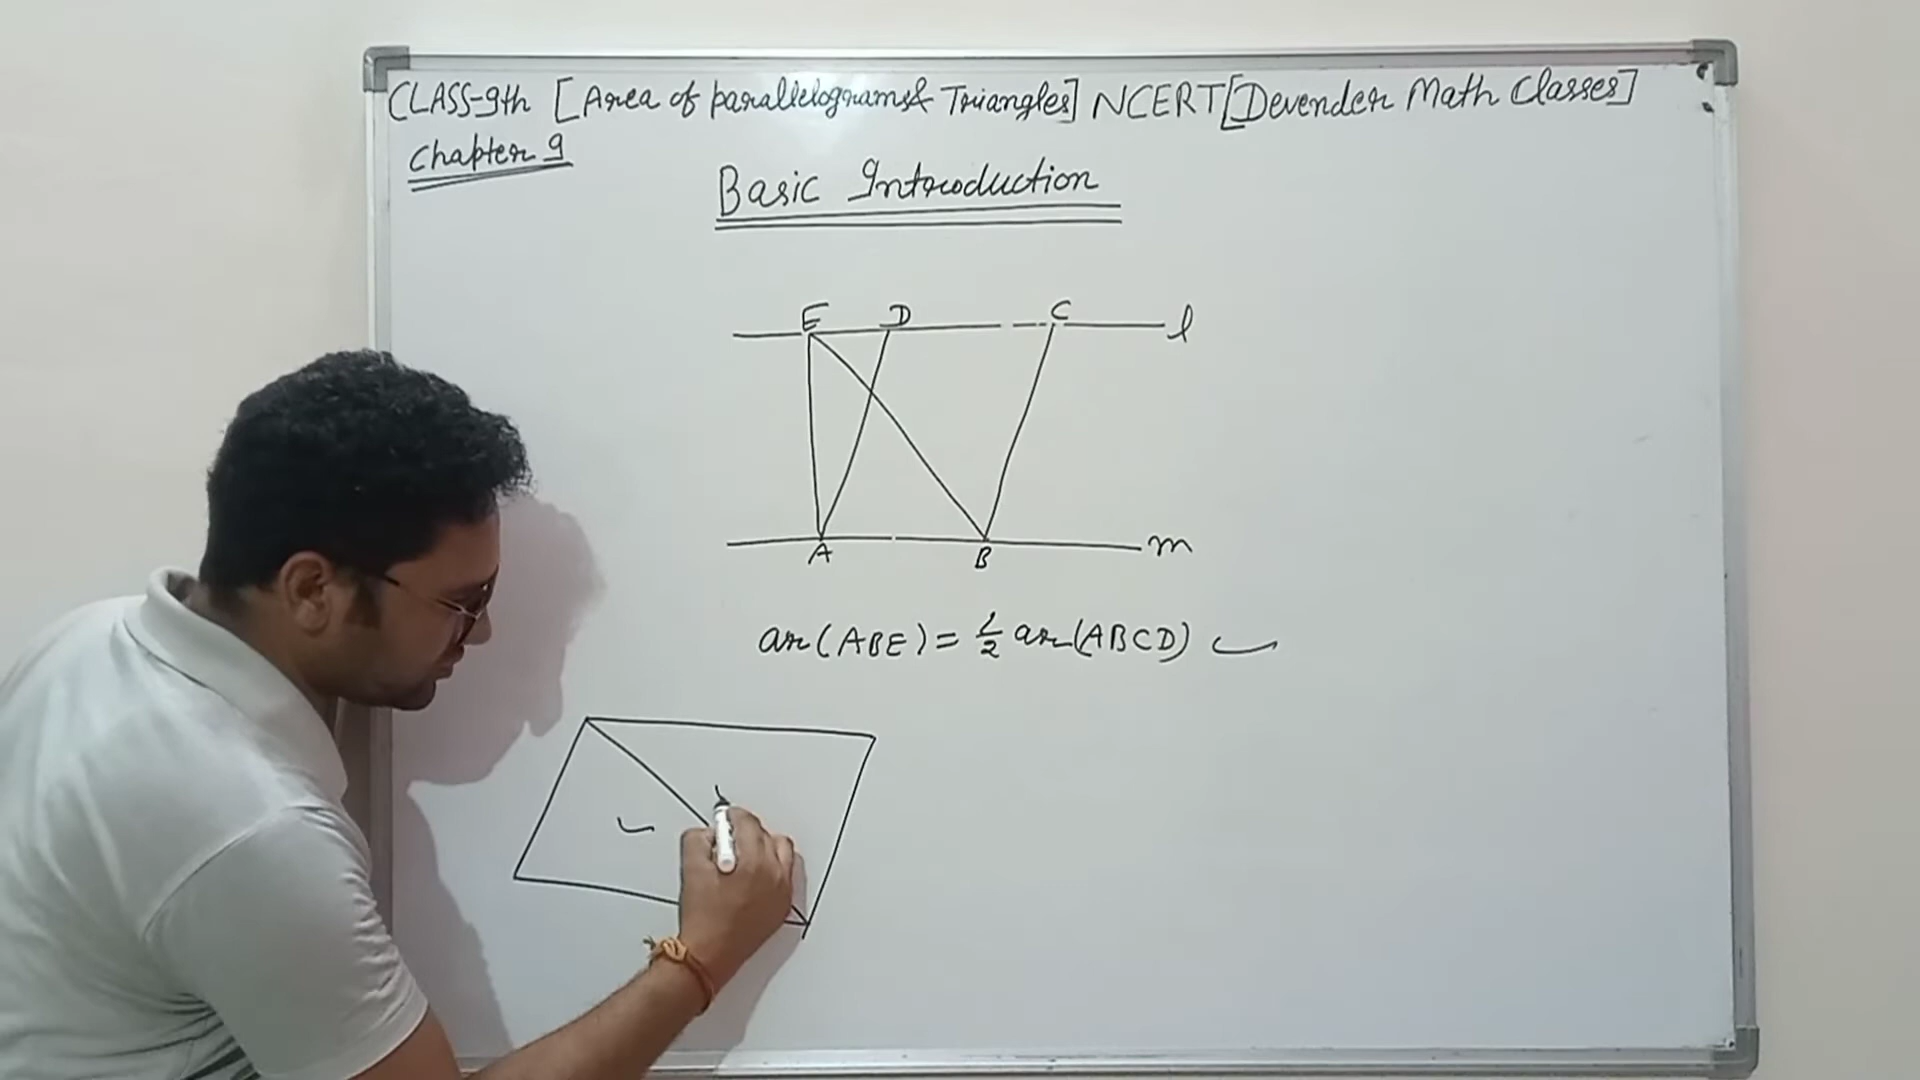 CLASS-9th [Area of parallelograms& Triangles] NCERT [Devender Math Classes]
Chapter 9
Basic Introduction
E D C l
A B m
ar(ABE) = 1/2 ar(ABCD)